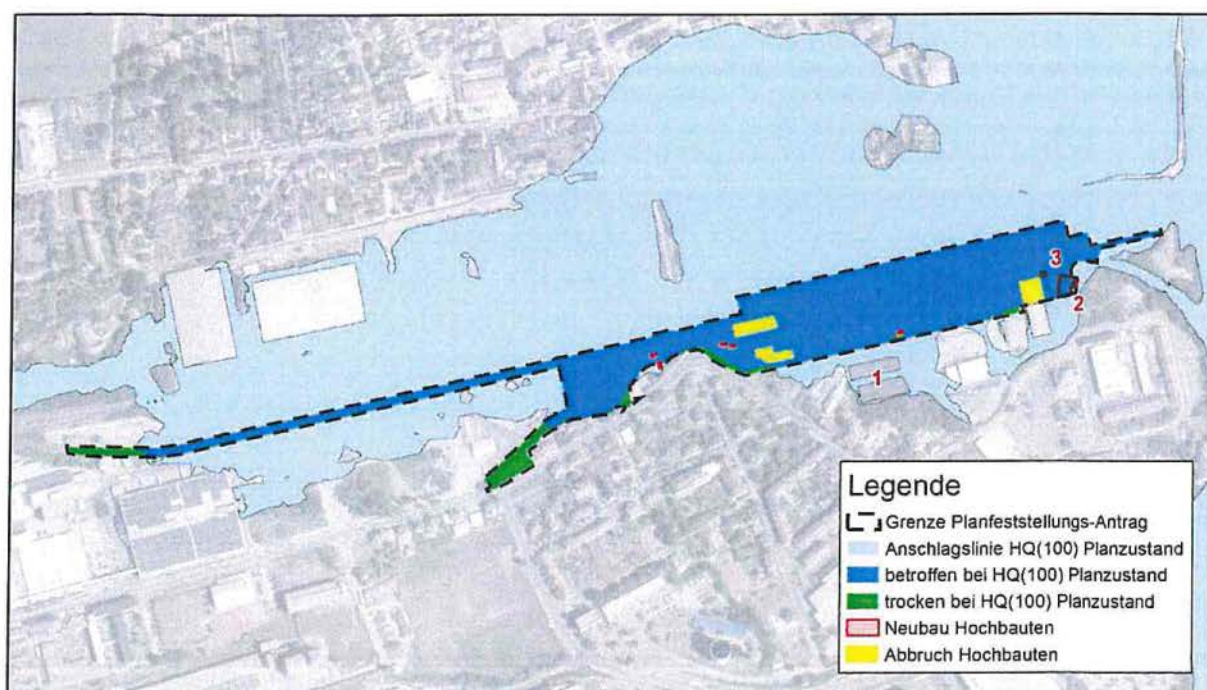 3
2
1
Legende
Grenze Planfeststellungs-Antrag
Anschlagslinie HQ(100) Planzustand
betroffen bei HQ(100) Planzustand
trocken bei HQ(100) Planzustand
Neubau Hochbauten
Abbruch Hochbauten